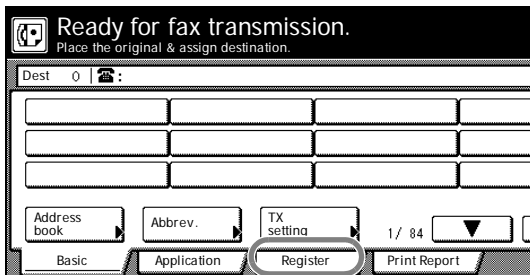 Ready for fax transmission.
Place the original & assign destination.
Dest 0 ☎:
Address book
Abbrev.
TX setting
1/ 84
Basic
Application
Register
Print Report